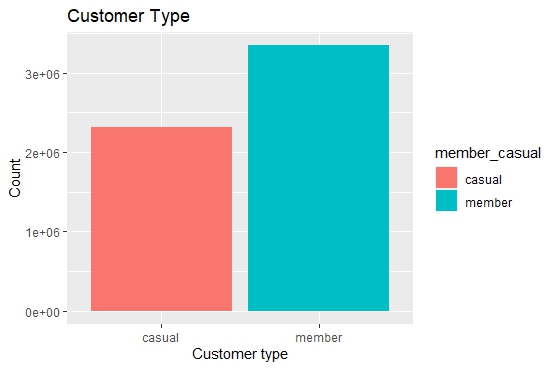 Customer Type
3e+06
2e+06
1e+06
0e+00
Count
casual
member
Customer type
member_casual
casual
member